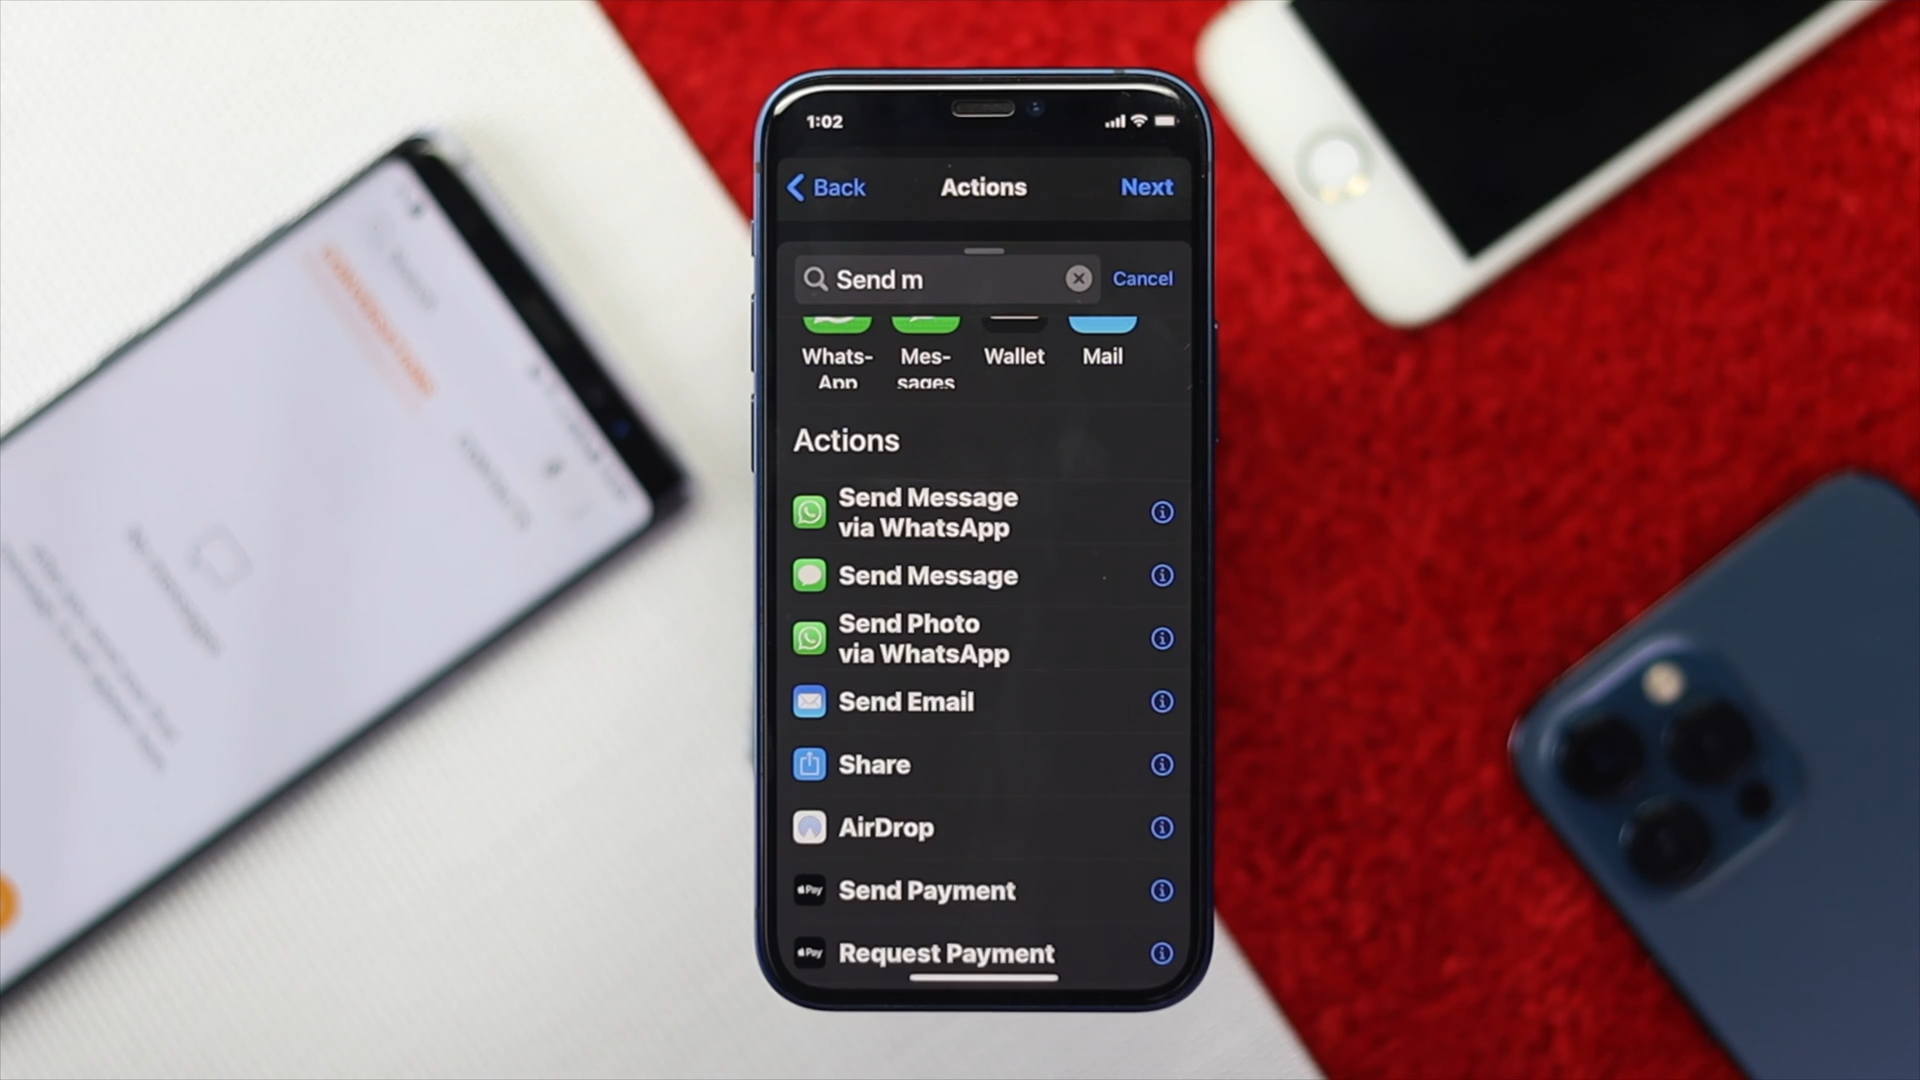 1:02
Back
Actions
Next
Send m
Cancel
Whats-
App
Mes-
sages
Wallet
Mail
Actions
Send Message
via WhatsApp
Send Message
Send Photo
via WhatsApp
Send Email
Share
AirDrop
Pay
Send Payment
Pay
Request Payment